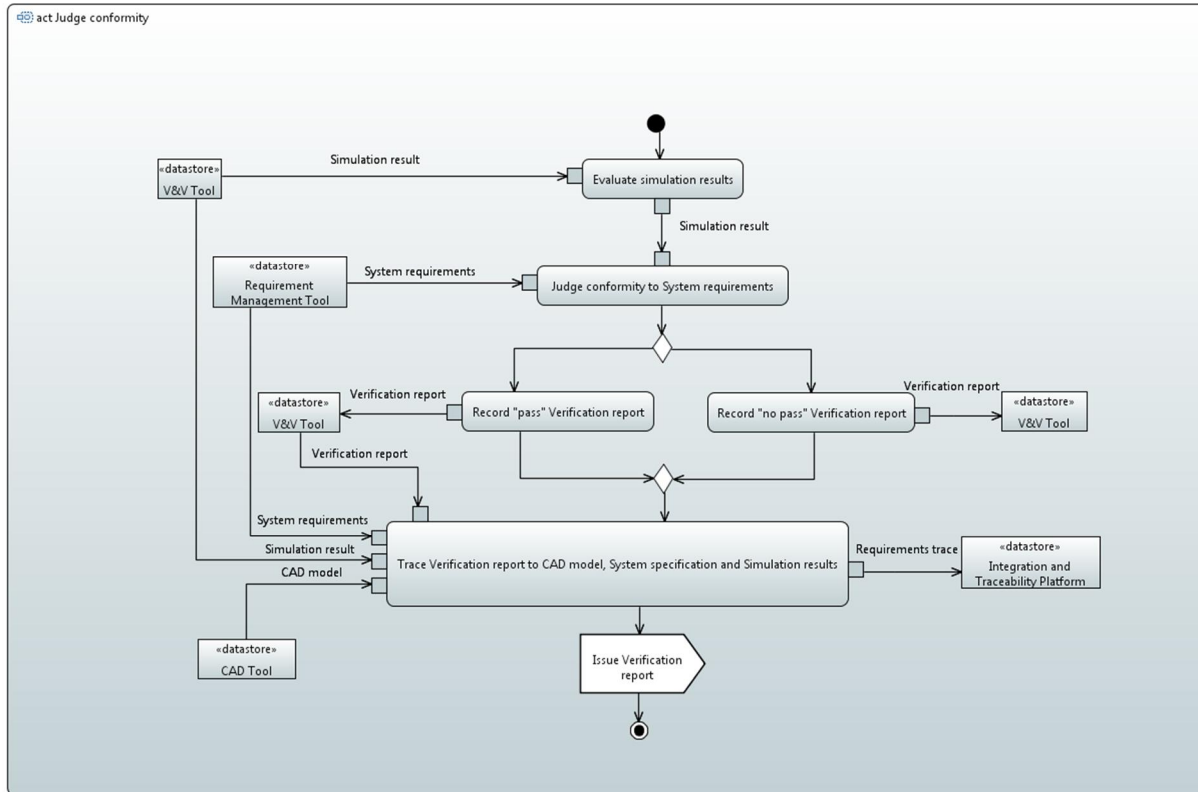 act Judge conformity
Simulation result
«datastore»
V&V Tool
Evaluate simulation results
Simulation result
«datastore»
Requirement
Management Tool
System requirements
Judge conformity to System requirements
«datastore»
V&V Tool
Verification report
Record "pass" Verification report
Record "no pass" Verification report
Verification report
«datastore»
V&V Tool
Verification report
System requirements
Simulation result
CAD model
Trace Verification report to CAD model, System specification and Simulation results
Requirements trace
«datastore»
Integration and
Traceability Platform
«datastore»
CAD Tool
Issue Verification
report